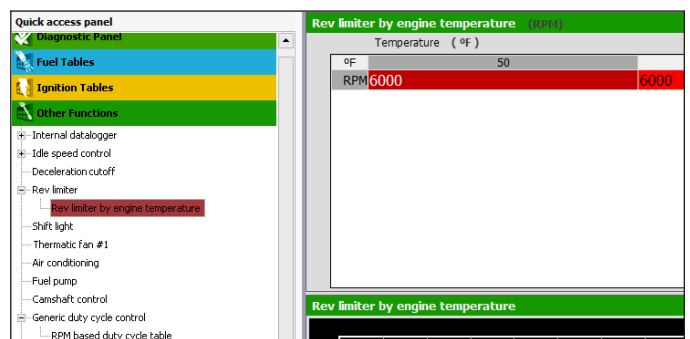 Quick access panel
Diagnostic Panel
Fuel Tables
Ignition Tables
Other Functions
Internal datalogger
Idle speed control
Deceleration cutoff
Rev limiter
Rev limiter by engine temperature
Shift light
Thermatic fan #1
Air conditioning
Fuel pump
Camshaft control
Generic duty cycle control
RPM based duty cycle table
Rev limiter by engine temperature (RPM)
Temperature (ºF)
ºF 50
RPM 6000 6000
Rev limiter by engine temperature